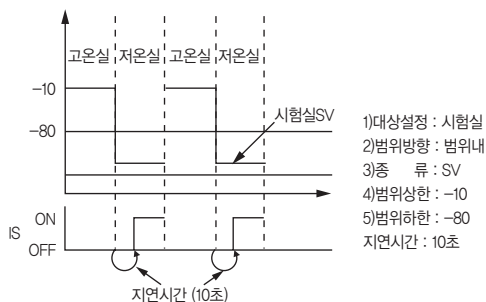 고온실 저온실 고온실 저온실
-10
-80
시험실SV
1)대상설정 : 시험실
2)범위방향 : 범위내
3)종 류 : SV
4)범위상한 : -10
5)범위하한 : -80
지연시간 : 10초
IS
ON
OFF
지연시간 (10초)